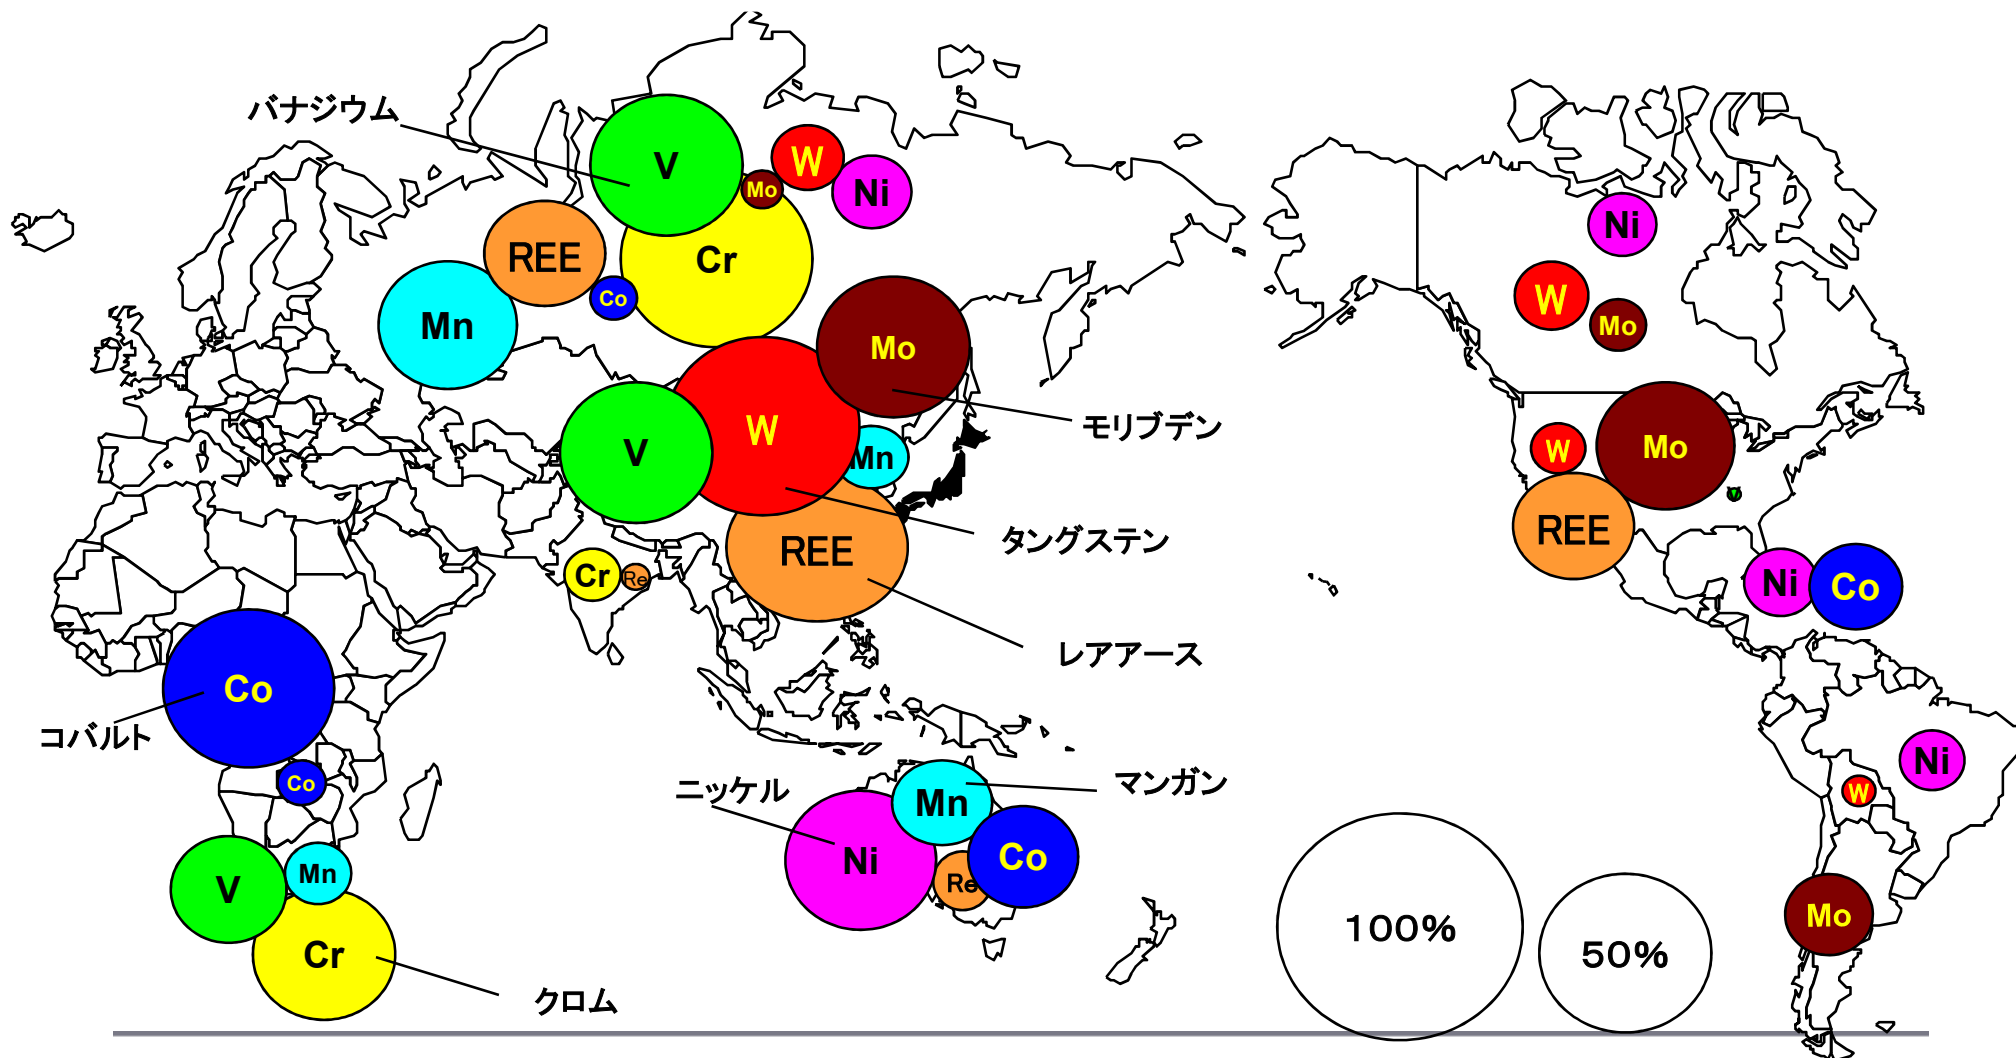 バナジウム
V
W
Mo
Ni
REE
Cr
Co
Mn
Mo
モリブデン
V
W
Mn
タングステン
REE
レアアース
Cr
Re
Co
コバルト
Co
V
Mn
Cr
クロム
ニッケル
Ni
Mn
マンガン
Co
Re
Ni
W
Mo
W
Mo
V
REE
Ni
Co
Ni
W
Mo
100%
50%